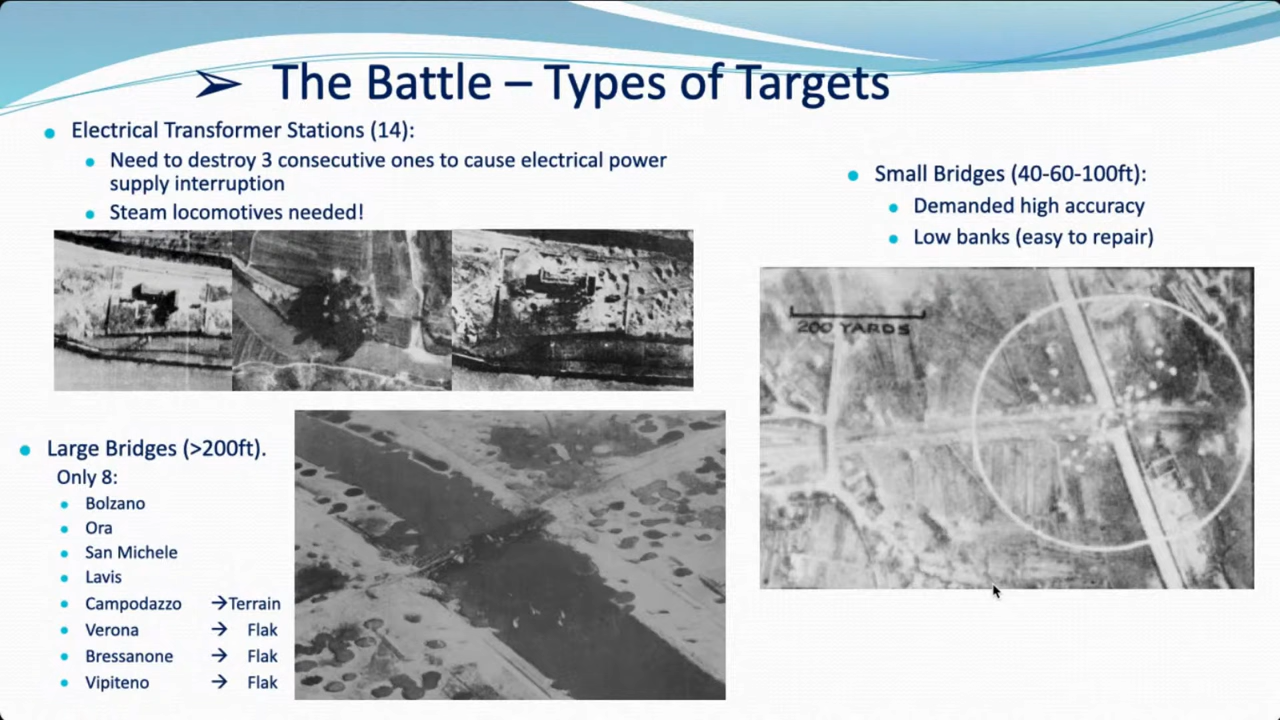 ➢ The Battle – Types of Targets
• Electrical Transformer Stations (14):
• Need to destroy 3 consecutive ones to cause electrical power
supply interruption
• Steam locomotives needed!
• Small Bridges (40-60-100ft):
• Demanded high accuracy
• Low banks (easy to repair)
200 YARDS
• Large Bridges (>200ft).
Only 8:
• Bolzano
• Ora
• San Michele
• Lavis
• Campodazzo →Terrain
• Verona → Flak
• Bressanone → Flak
• Vipiteno → Flak